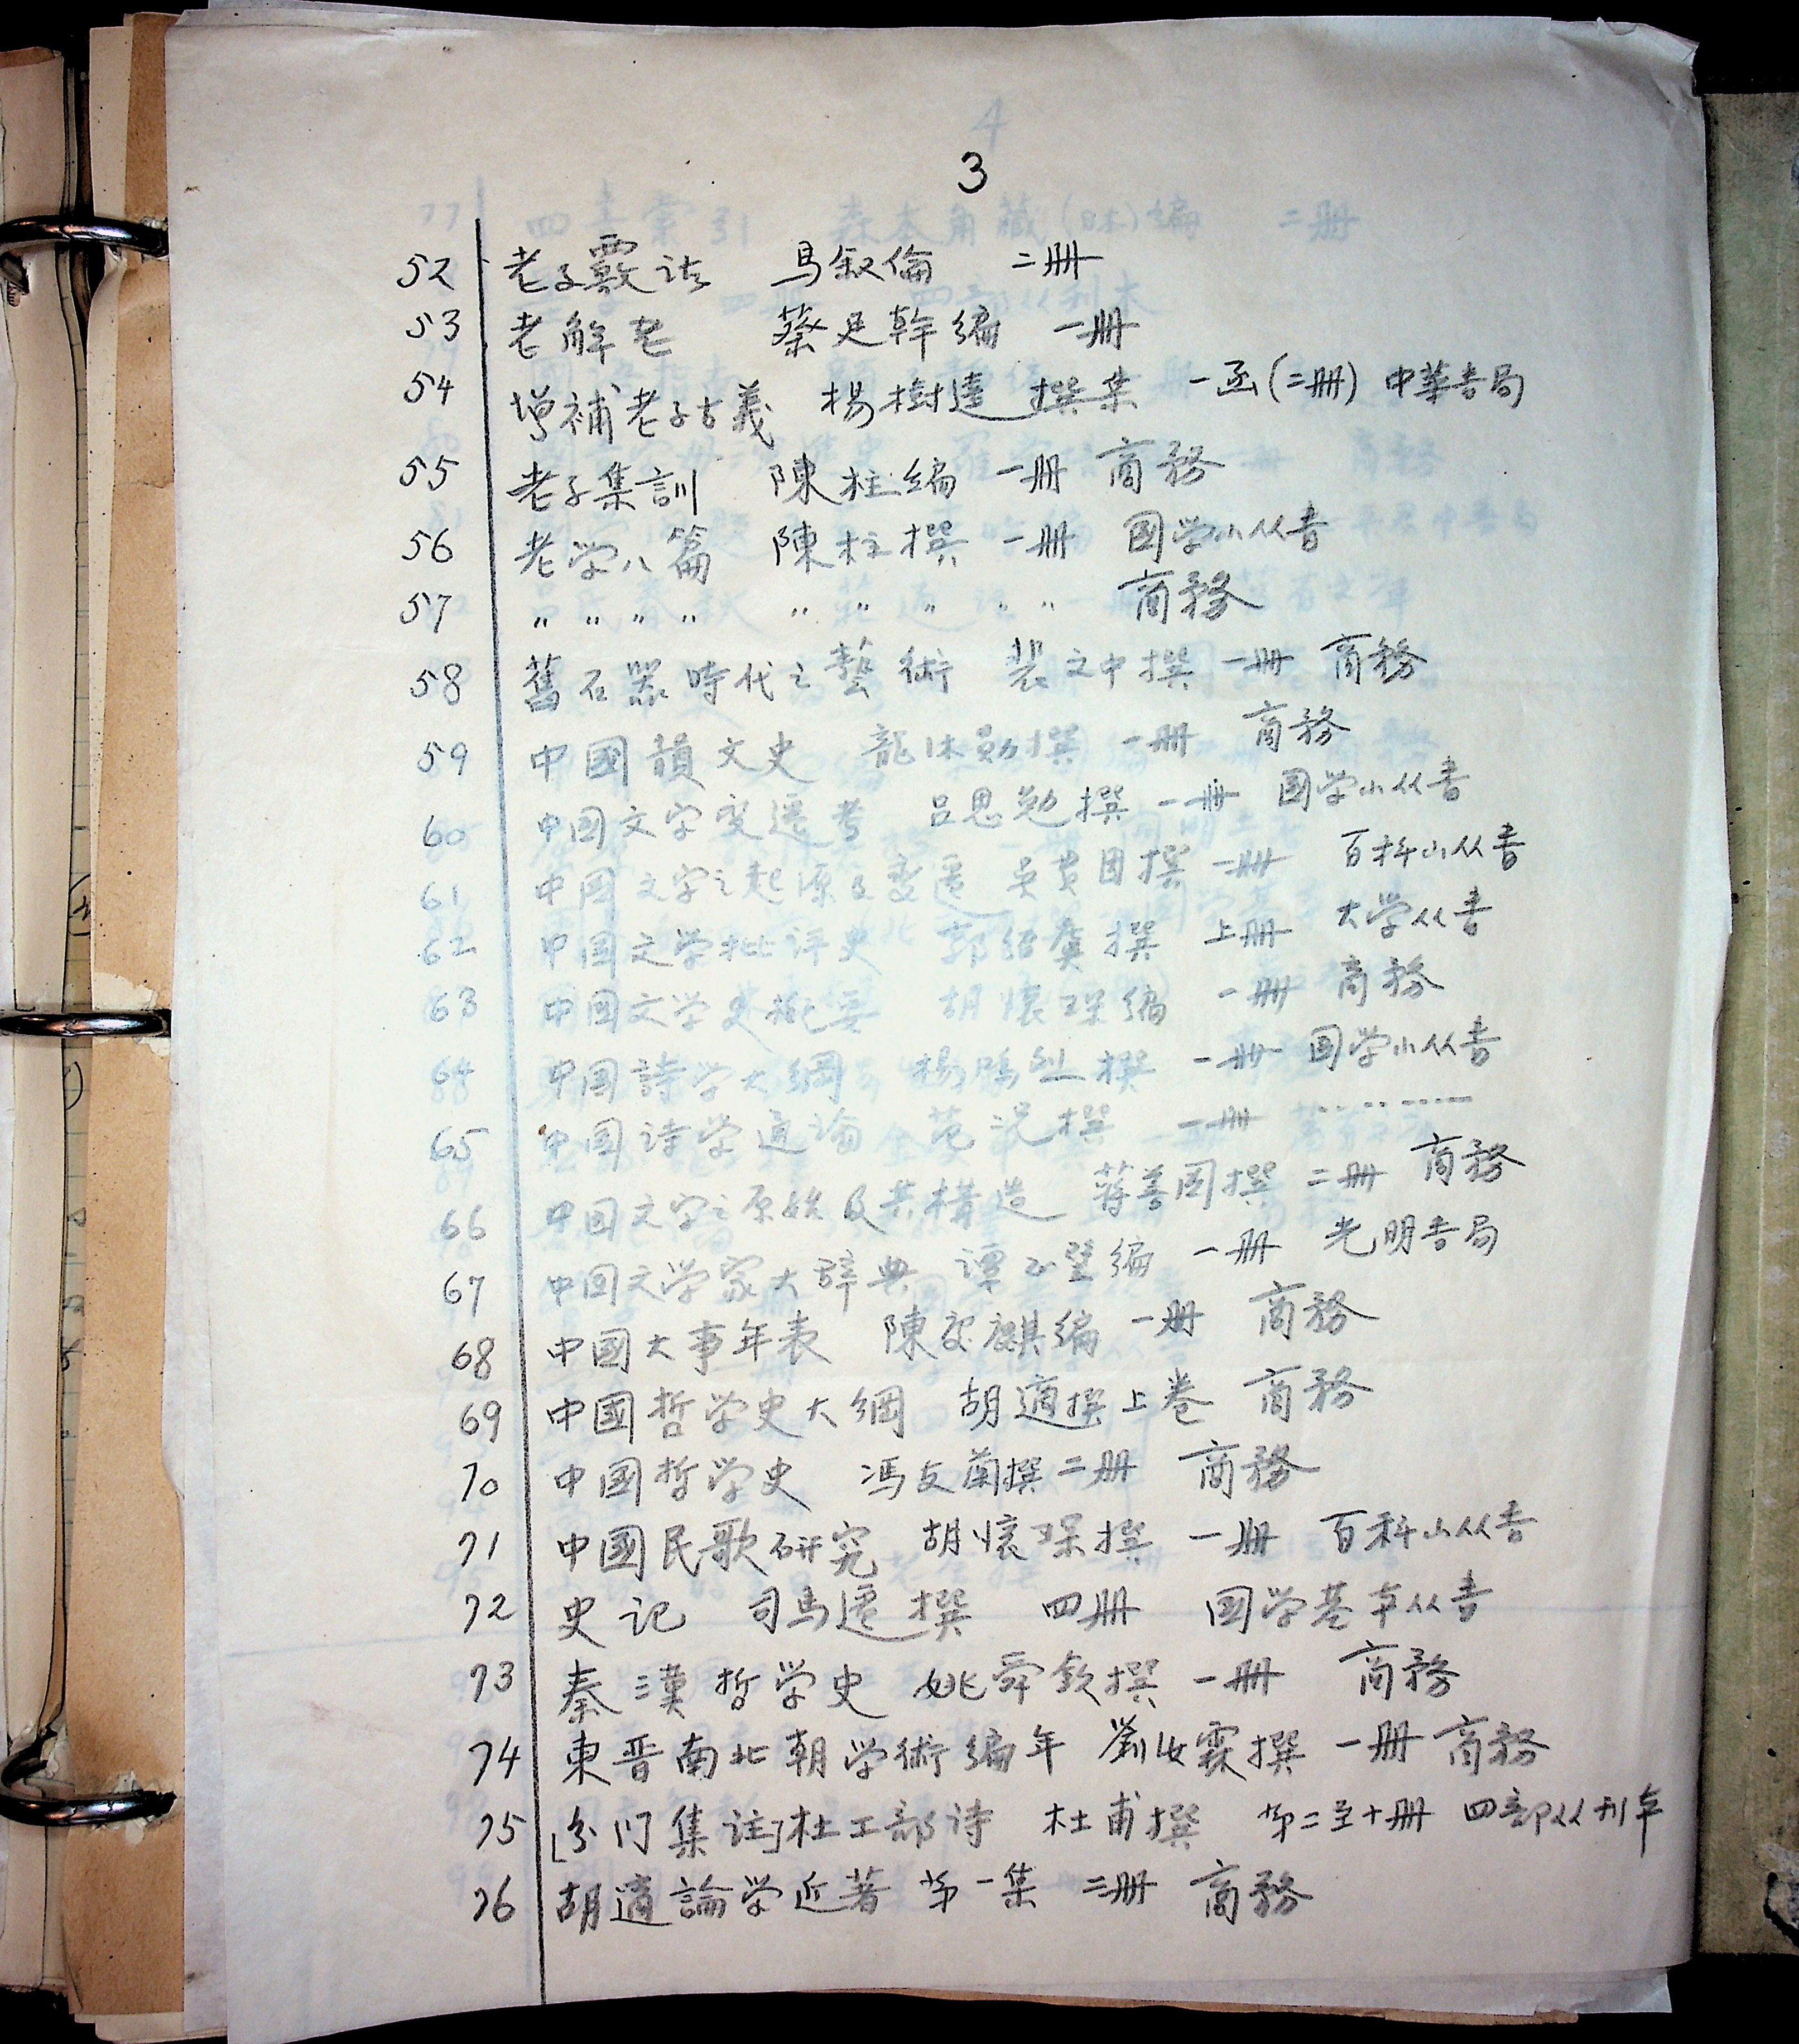 3
52 老子覈詁 馬叙倫 二册
53 老解老 蔡廷幹編 一册
54 增補老子古義 楊樹達撰集 一函(二册) 中華書局
55 老子集訓 陳柱編 一册 商務
56 老学八篇 陳柱撰 一册 國学小丛書
57 〃 〃 〃 〃 〃 〃 〃 〃 〃 商務
58 舊石器時代之藝術 裴文中撰 一册 商務
59 中國韻文史 龍沐勛撰 一册 商務
60 中国文字変遷考 吕思勉撰 一册 国学小丛書
61 中国文字之起源及变遷 吳貫因撰 一册 百科小丛書
62 中国文学批评史 郭绍虞撰 上册 大学丛書
63 中国文学史概要 胡懷琛編 一册 商務
64 中国詩学大綱 楊鴻烈撰 一册 国学小丛書
65 中国诗学通論 范况撰 一册 ---------
66 中国文字之原始及其構造 蒋善国撰 二册 商務
67 中国文学家大辞典 谭正璧编 一册 光明書局
68 中國大事年表 陳慶麒编 一册 商務
69 中國哲学史大綱 胡適撰 上卷 商務
70 中國哲学史 馮友蘭撰 二册 商務
71 中國民歌研究 胡懷琛撰 一册 百科小丛書
72 史记 司馬遷撰 四册 國学基本丛書
73 秦漢哲学史 姚舜欽撰 一册 商務
74 東晋南北朝学術編年 劉汝霖撰 一册 商務
75 [分门集註]杜工部诗 杜甫撰 第二至十册 四部丛刊本
76 胡適論学近著 第一集 二册 商務